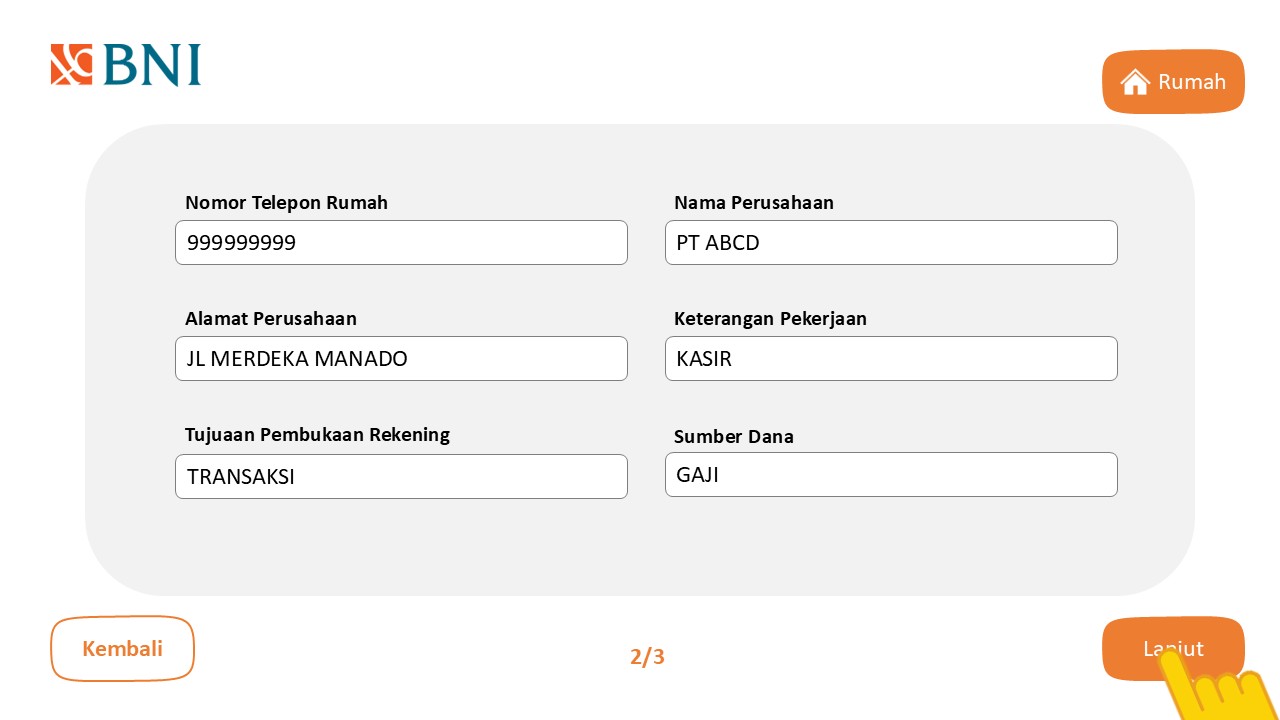 BNI
Rumah
Nomor Telepon Rumah
999999999
Nama Perusahaan
PT ABCD
Alamat Perusahaan
JL MERDEKA MANADO
Keterangan Pekerjaan
KASIR
Tujuaan Pembukaan Rekening
TRANSAKSI
Sumber Dana
GAJI
Kembali
2/3
Lanjut